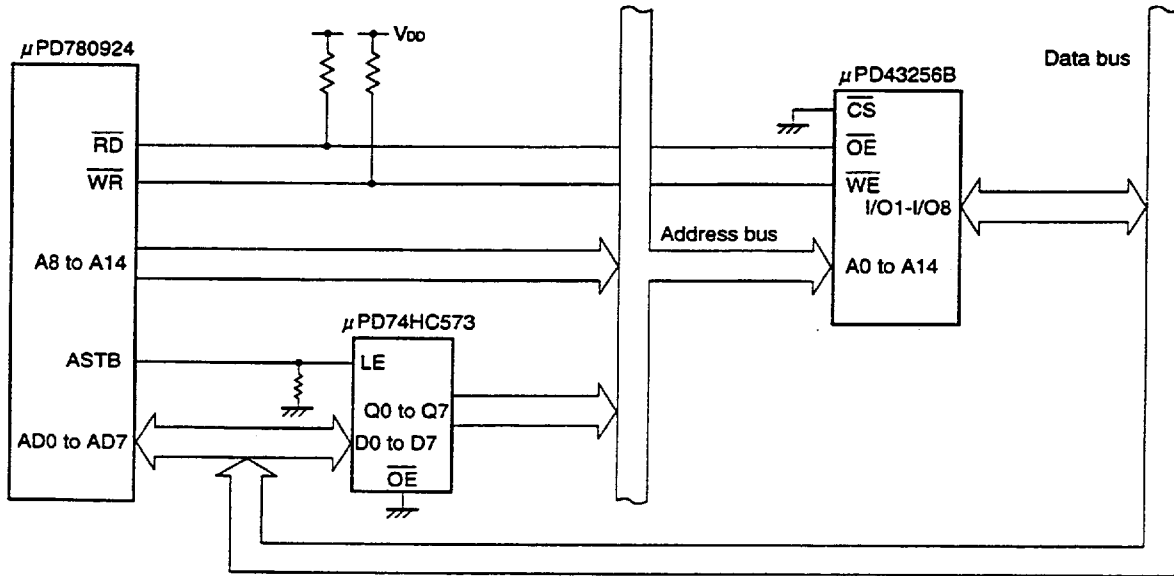 μPD780924
VDD
Data bus
μPD43256B
CS
RD
OE
WR
WE
I/O1-I/O8
Address bus
A8 to A14
A0 to A14
μPD74HC573
ASTB
LE
Q0 to Q7
AD0 to AD7
D0 to D7
OE